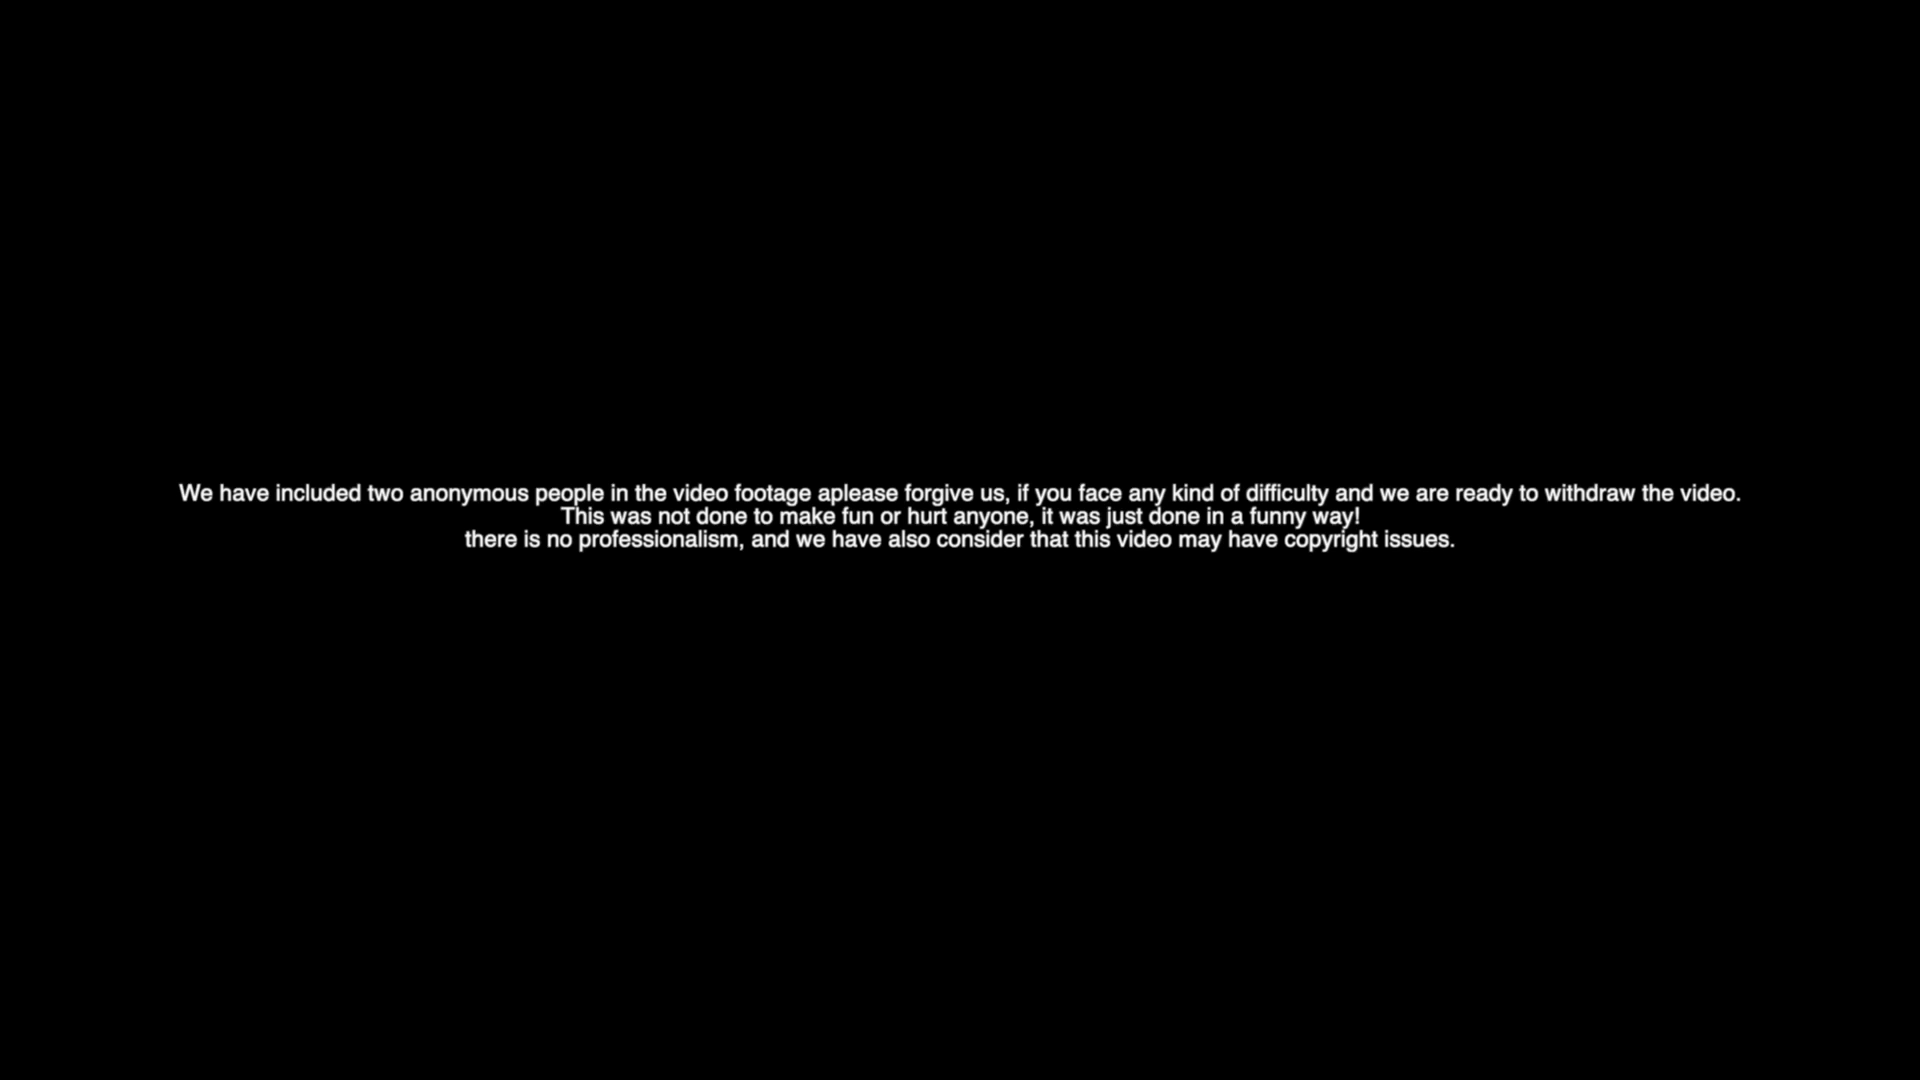 We have included two anonymous people in the video footage aplease forgive us, if you face any kind of difficulty and we are ready to withdraw the video.
This was not done to make fun or hurt anyone, it was just done in a funny way!
there is no professionalism, and we have also consider that this video may have copyright issues.